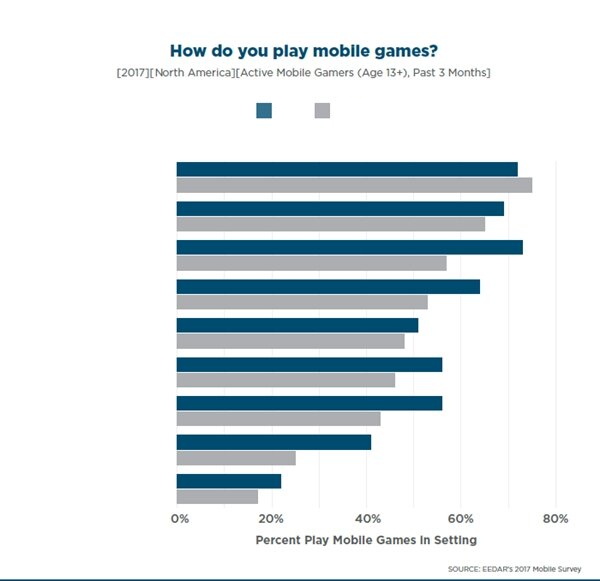 How do you play mobile games?
[2017][North America][Active Mobile Gamers (Age 13+), Past 3 Months]
0% 20% 40% 60% 80%
Percent Play Mobile Games in Setting
SOURCE: EEDAR's 2017 Mobile Survey